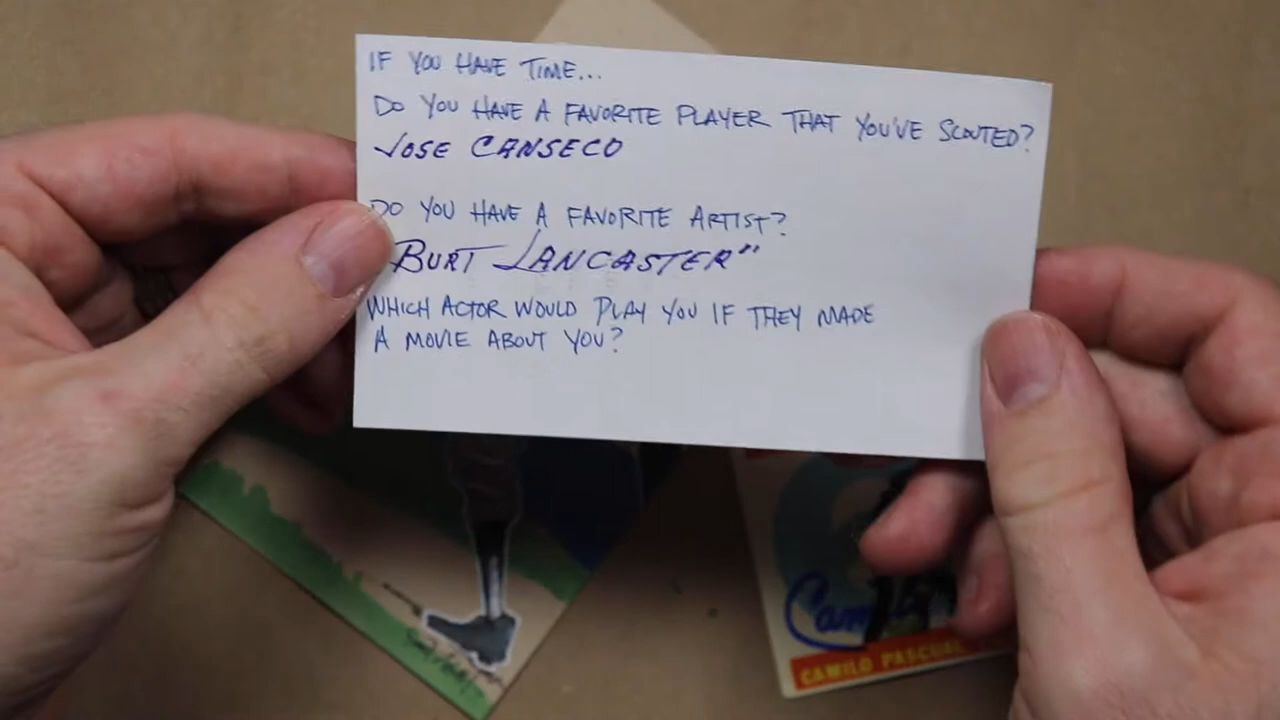 IF YOU HAVE TIME...
DO YOU HAVE A FAVORITE PLAYER THAT YOU'VE SCOUTED?
JOSE CANSECO
DO YOU HAVE A FAVORITE ARTIST?
BURT LANCASTER"
WHICH ACTOR WOULD PLAY YOU IF THEY MADE
A MOVIE ABOUT YOU?
CAMILO PASCUAL